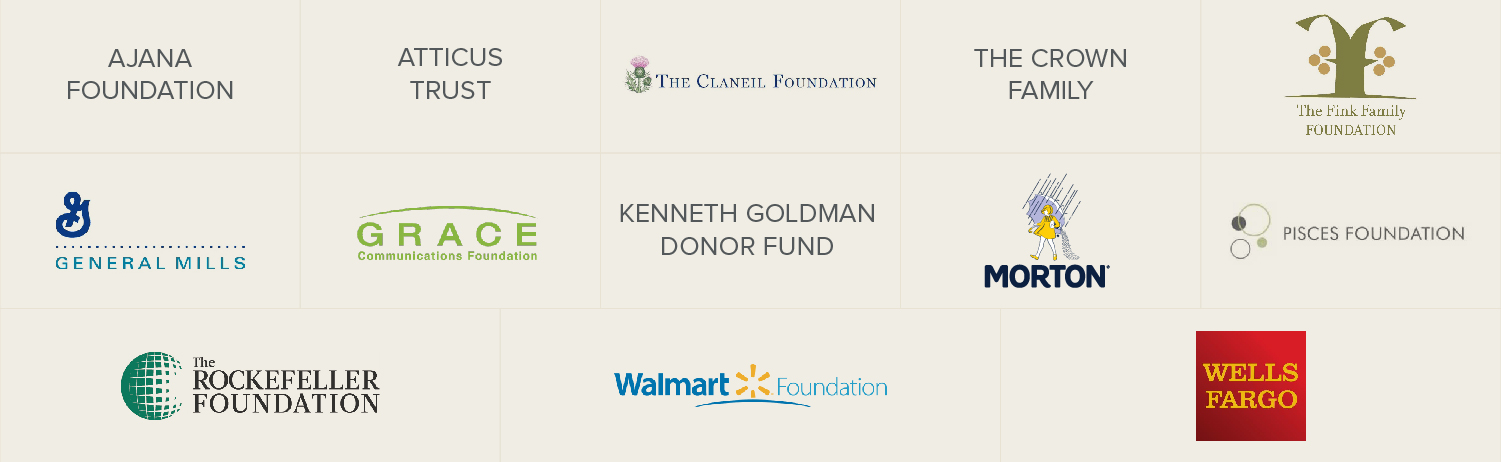 AJANA
FOUNDATION
ATTICUS
TRUST
THE CLANEIL FOUNDATION
THE CROWN
FAMILY
The Fink Family
FOUNDATION
G
GENERAL MILLS
GRACE
Communications Foundation
KENNETH GOLDMAN
DONOR FUND
MORTON
PISCES FOUNDATION
The
ROCKEFELLER
FOUNDATION
Walmart Foundation
WELLS
FARGO